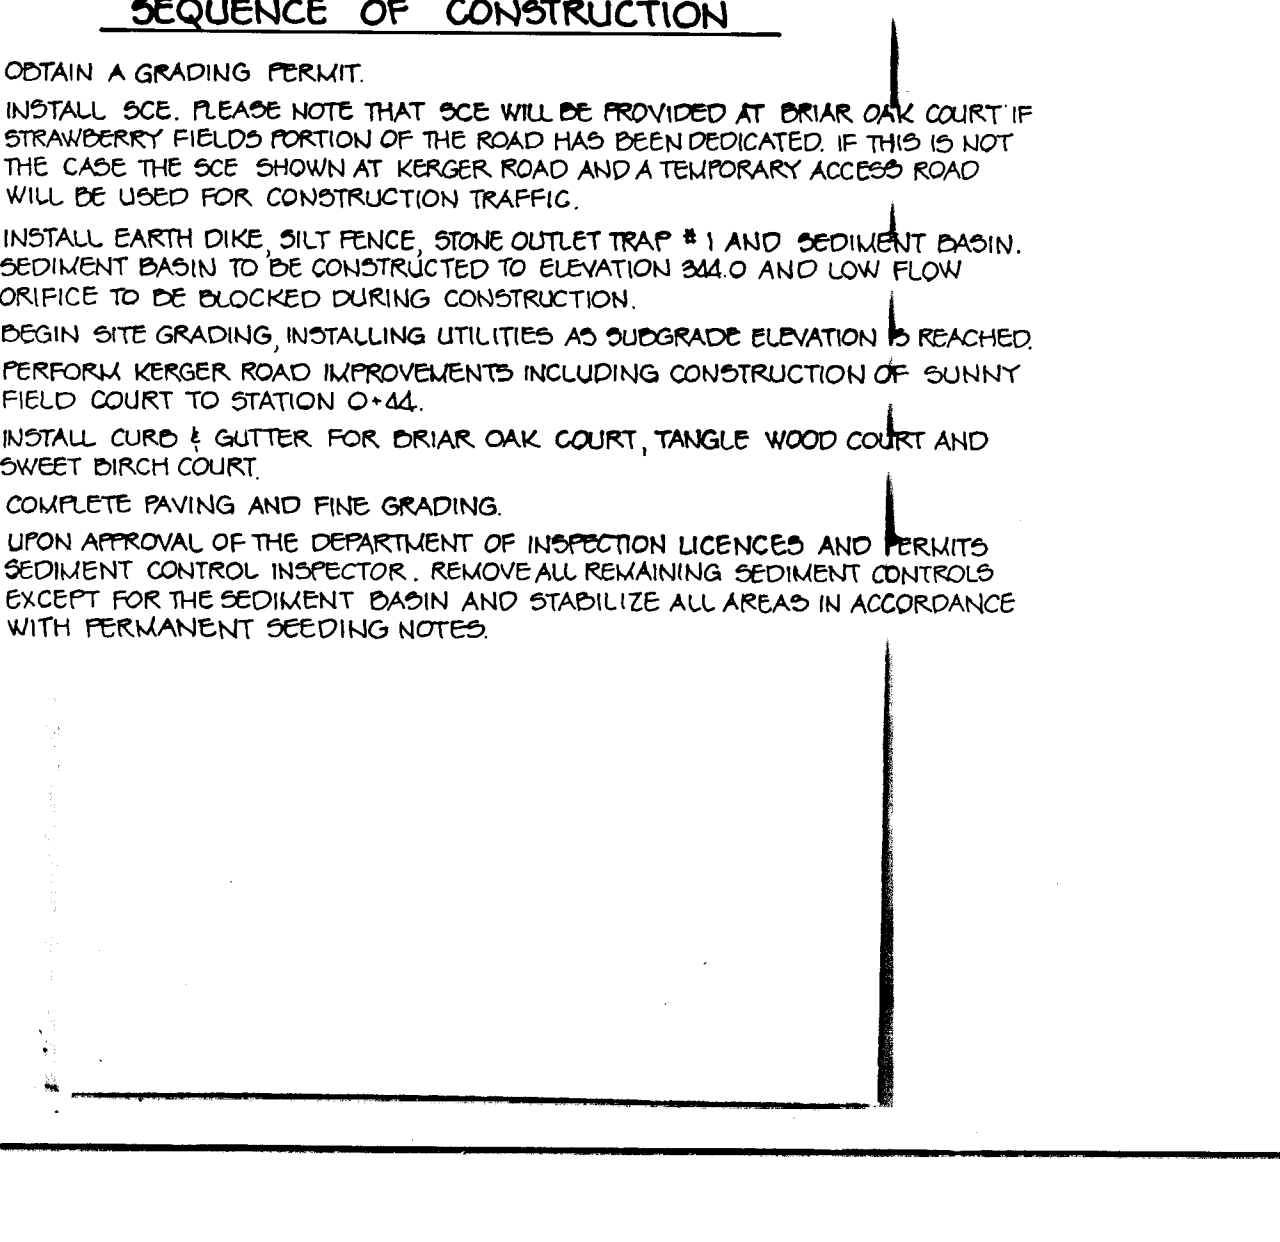 SEQUENCE OF CONSTRUCTION
OBTAIN A GRADING PERMIT.
INSTALL SCE. PLEASE NOTE THAT SCE WILL BE PROVIDED AT BRIAR OAK COURT IF
STRAWBERRY FIELDS PORTION OF THE ROAD HAS BEEN DEDICATED. IF THIS IS NOT
THE CASE THE SCE SHOWN AT KERGER ROAD AND A TEMPORARY ACCESS ROAD
WILL BE USED FOR CONSTRUCTION TRAFFIC.
INSTALL EARTH DIKE, SILT FENCE, STONE OUTLET TRAP # 1 AND SEDIMENT BASIN.
SEDIMENT BASIN TO BE CONSTRUCTED TO ELEVATION 344.0 AND LOW FLOW
ORIFICE TO BE BLOCKED DURING CONSTRUCTION.
BEGIN SITE GRADING, INSTALLING UTILITIES AS SUBGRADE ELEVATION IS REACHED.
PERFORM KERGER ROAD IMPROVEMENTS INCLUDING CONSTRUCTION OF SUNNY
FIELD COURT TO STATION 0+44.
INSTALL CURB & GUTTER FOR BRIAR OAK COURT, TANGLE WOOD COURT AND
SWEET BIRCH COURT.
COMPLETE PAVING AND FINE GRADING.
UPON APPROVAL OF THE DEPARTMENT OF INSPECTION LICENCES AND PERMITS
SEDIMENT CONTROL INSPECTOR. REMOVE ALL REMAINING SEDIMENT CONTROLS
EXCEPT FOR THE SEDIMENT BASIN AND STABILIZE ALL AREAS IN ACCORDANCE
WITH PERMANENT SEEDING NOTES.